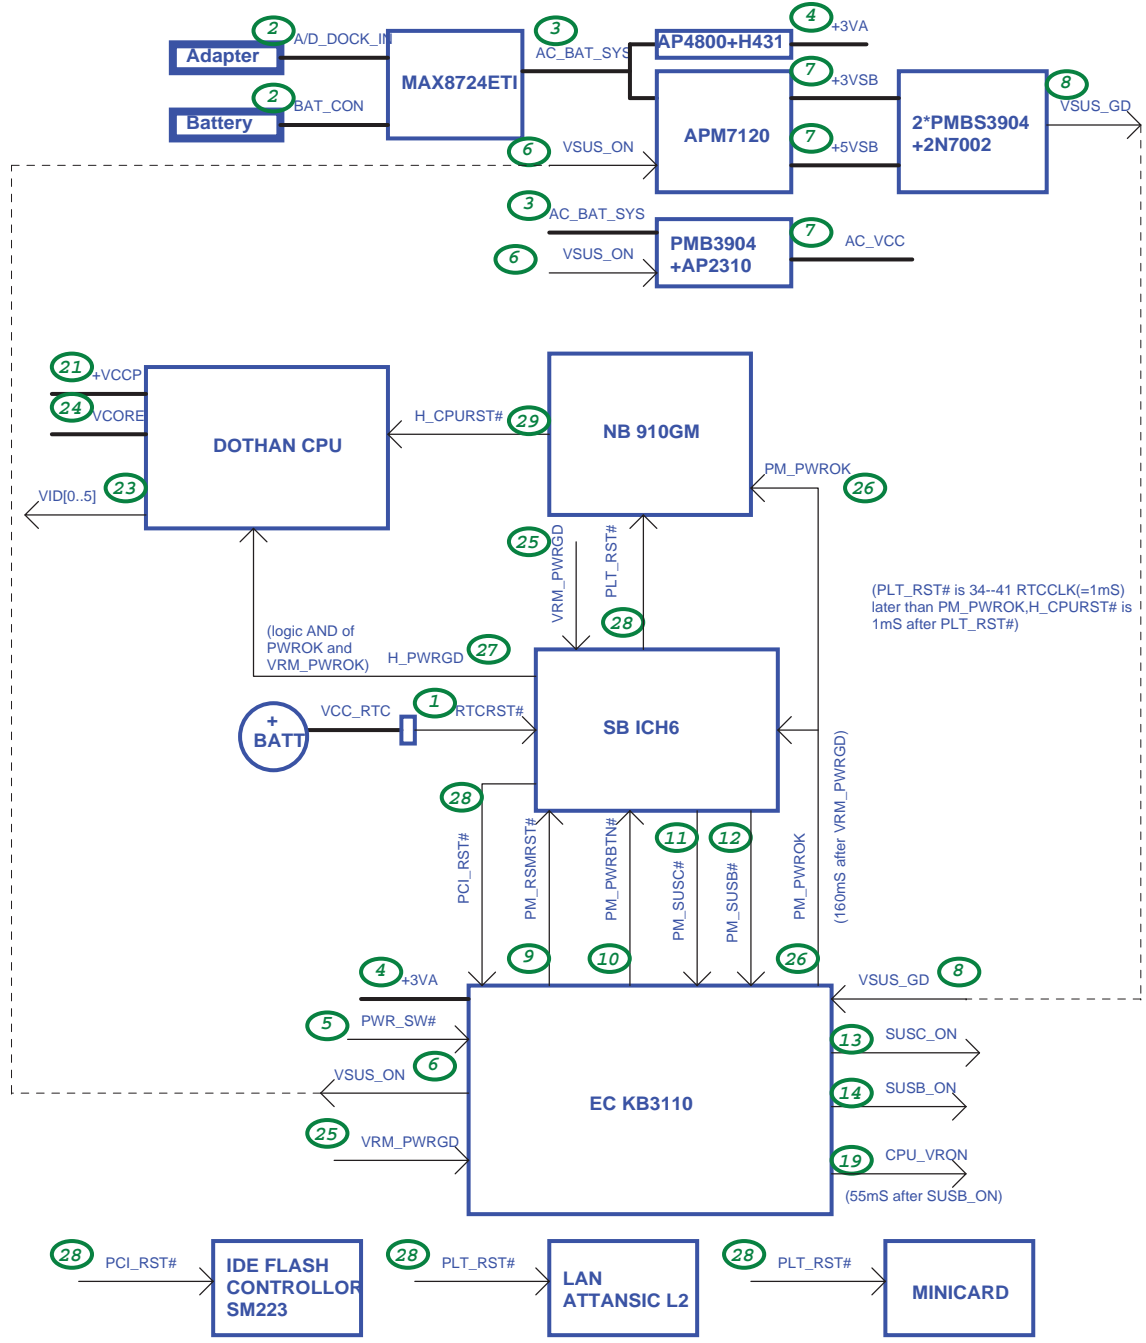 2
A/D_DOCK_IN
Adapter
2
BAT_CON
Battery
MAX8724ETI
3
AC_BAT_SYS
AP4800+H431
4
+3VA
APM7120
7
+3VSB
7
+5VSB
2*PMBS3904
+2N7002
8
VSUS_GD
6
VSUS_ON
3
AC_BAT_SYS
6
VSUS_ON
PMB3904
+AP2310
7
AC_VCC
21
+VCCP
24
VCORE
23
VID[0..5]
DOTHAN CPU
H_CPURST#
29
NB 910GM
PM_PWROK
26
25
VRM_PWRGD
PLT_RST#
28
(PLT_RST# is 34--41 RTCCLK(=1mS)
later than PM_PWROK,H_CPURST# is
1mS after PLT_RST#)
(logic AND of
PWROK and
VRM_PWROK)
H_PWRGD
27
+
BATT
VCC_RTC
1
RTCRST#
SB ICH6
28
PCI_RST#
PM_RSMRST#
9
PM_PWRBTN#
10
11
PM_SUSC#
12
PM_SUSB#
PM_PWROK
26
(160mS after VRM_PWRGD)
4
+3VA
5
PWR_SW#
6
VSUS_ON
25
VRM_PWRGD
EC KB3110
VSUS_GD
8
13
SUSC_ON
14
SUSB_ON
19
CPU_VRON
(55mS after SUSB_ON)
28
PCI_RST#
IDE FLASH
CONTROLLOR
SM223
28
PLT_RST#
LAN
ATTANSIC L2
28
PLT_RST#
MINICARD